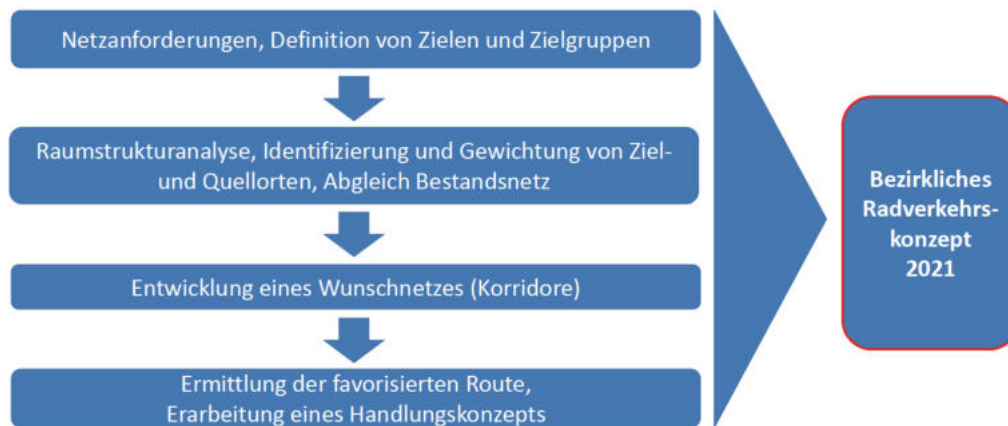 Netzanforderungen, Definition von Zielen und Zielgruppen
Raumstrukturanalyse, Identifizierung und Gewichtung von Ziel-
und Quellorten, Abgleich Bestandsnetz
Entwicklung eines Wunschnetzes (Korridore)
Ermittlung der favorisierten Route,
Erarbeitung eines Handlungskonzepts
Bezirkliches
Radverkehrs-
konzept
2021